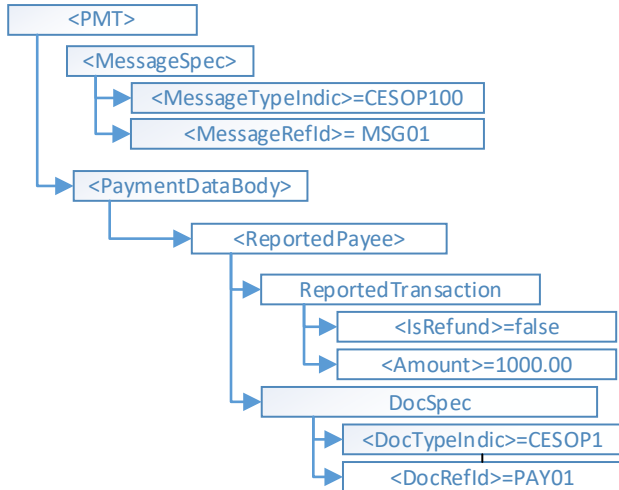 <PMT>
<MessageSpec>
<MessageTypeIndic>=CESOP100
<MessageRefId>= MSG01
<PaymentDataBody>
<ReportedPayee>
ReportedTransaction
<IsRefund>=false
<Amount>=1000.00
DocSpec
<DocTypeIndic>=CESOP1
<DocRefId>=PAY01